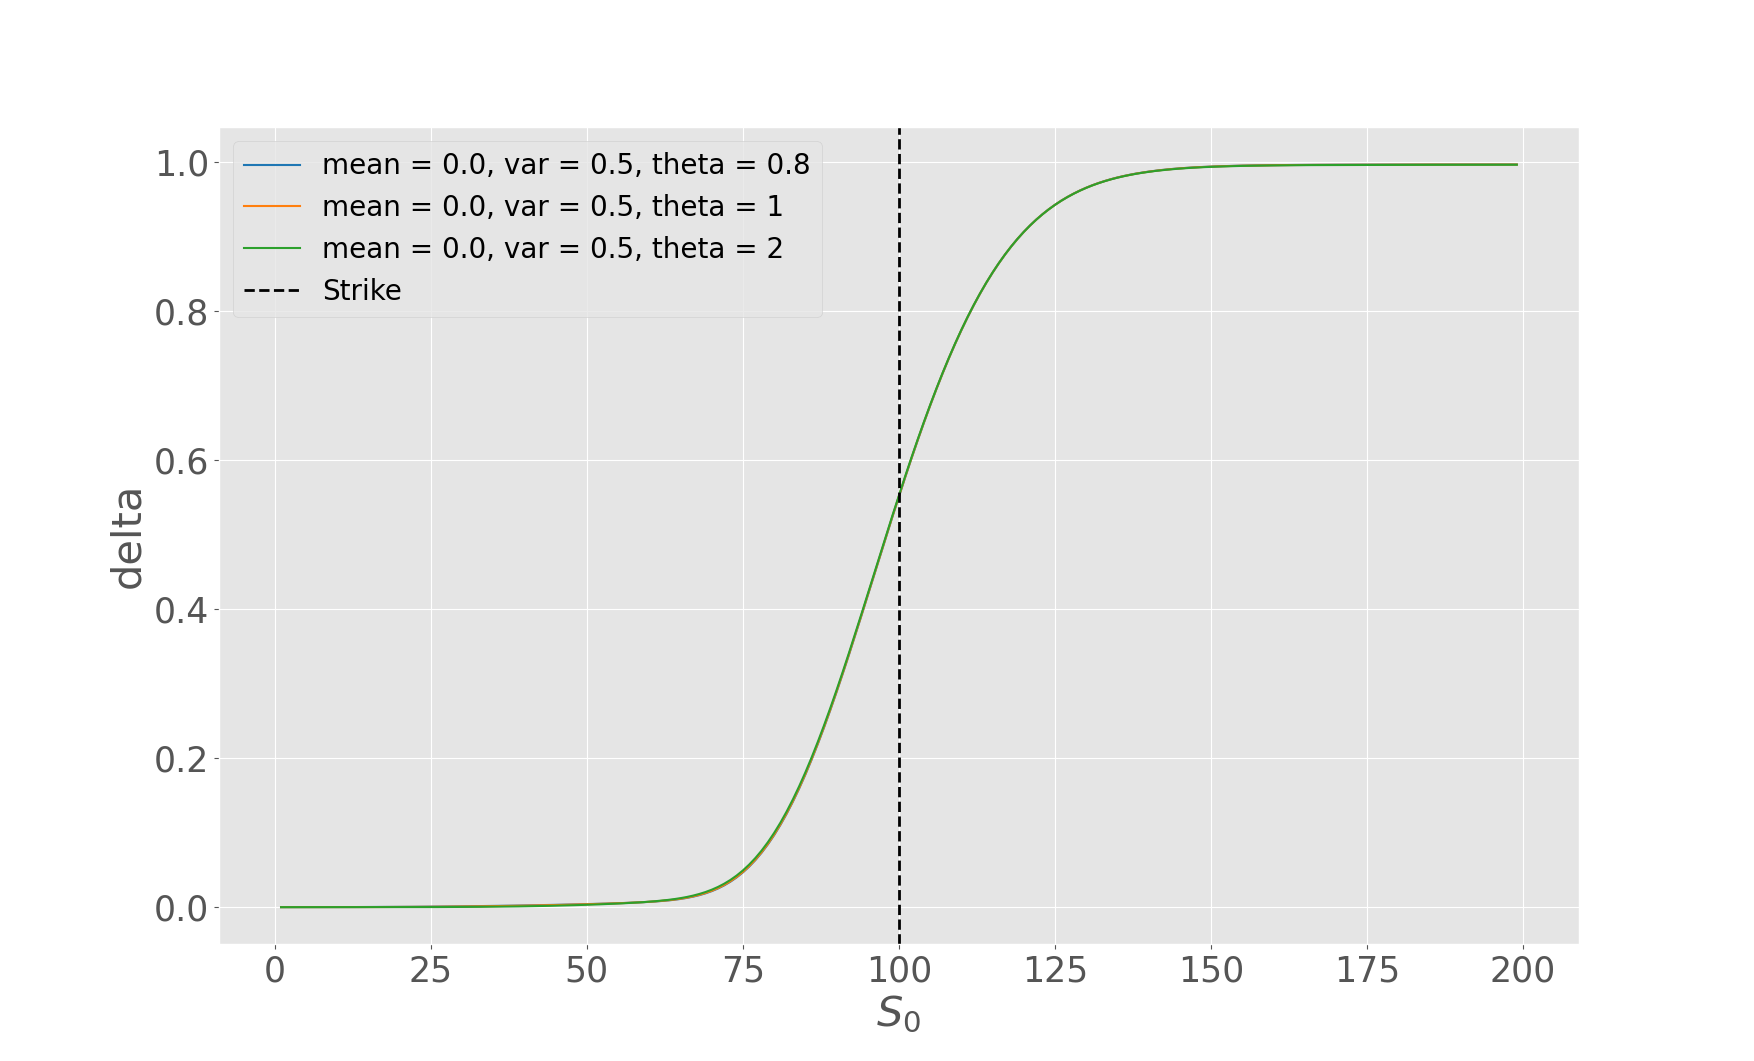 mean = 0.0, var = 0.5, theta = 0.8
mean = 0.0, var = 0.5, theta = 1
mean = 0.0, var = 0.5, theta = 2
Strike
1.0
0.8
0.6
0.4
0.2
0.0
delta
0 25 50 75 100 125 150 175 200
S₀